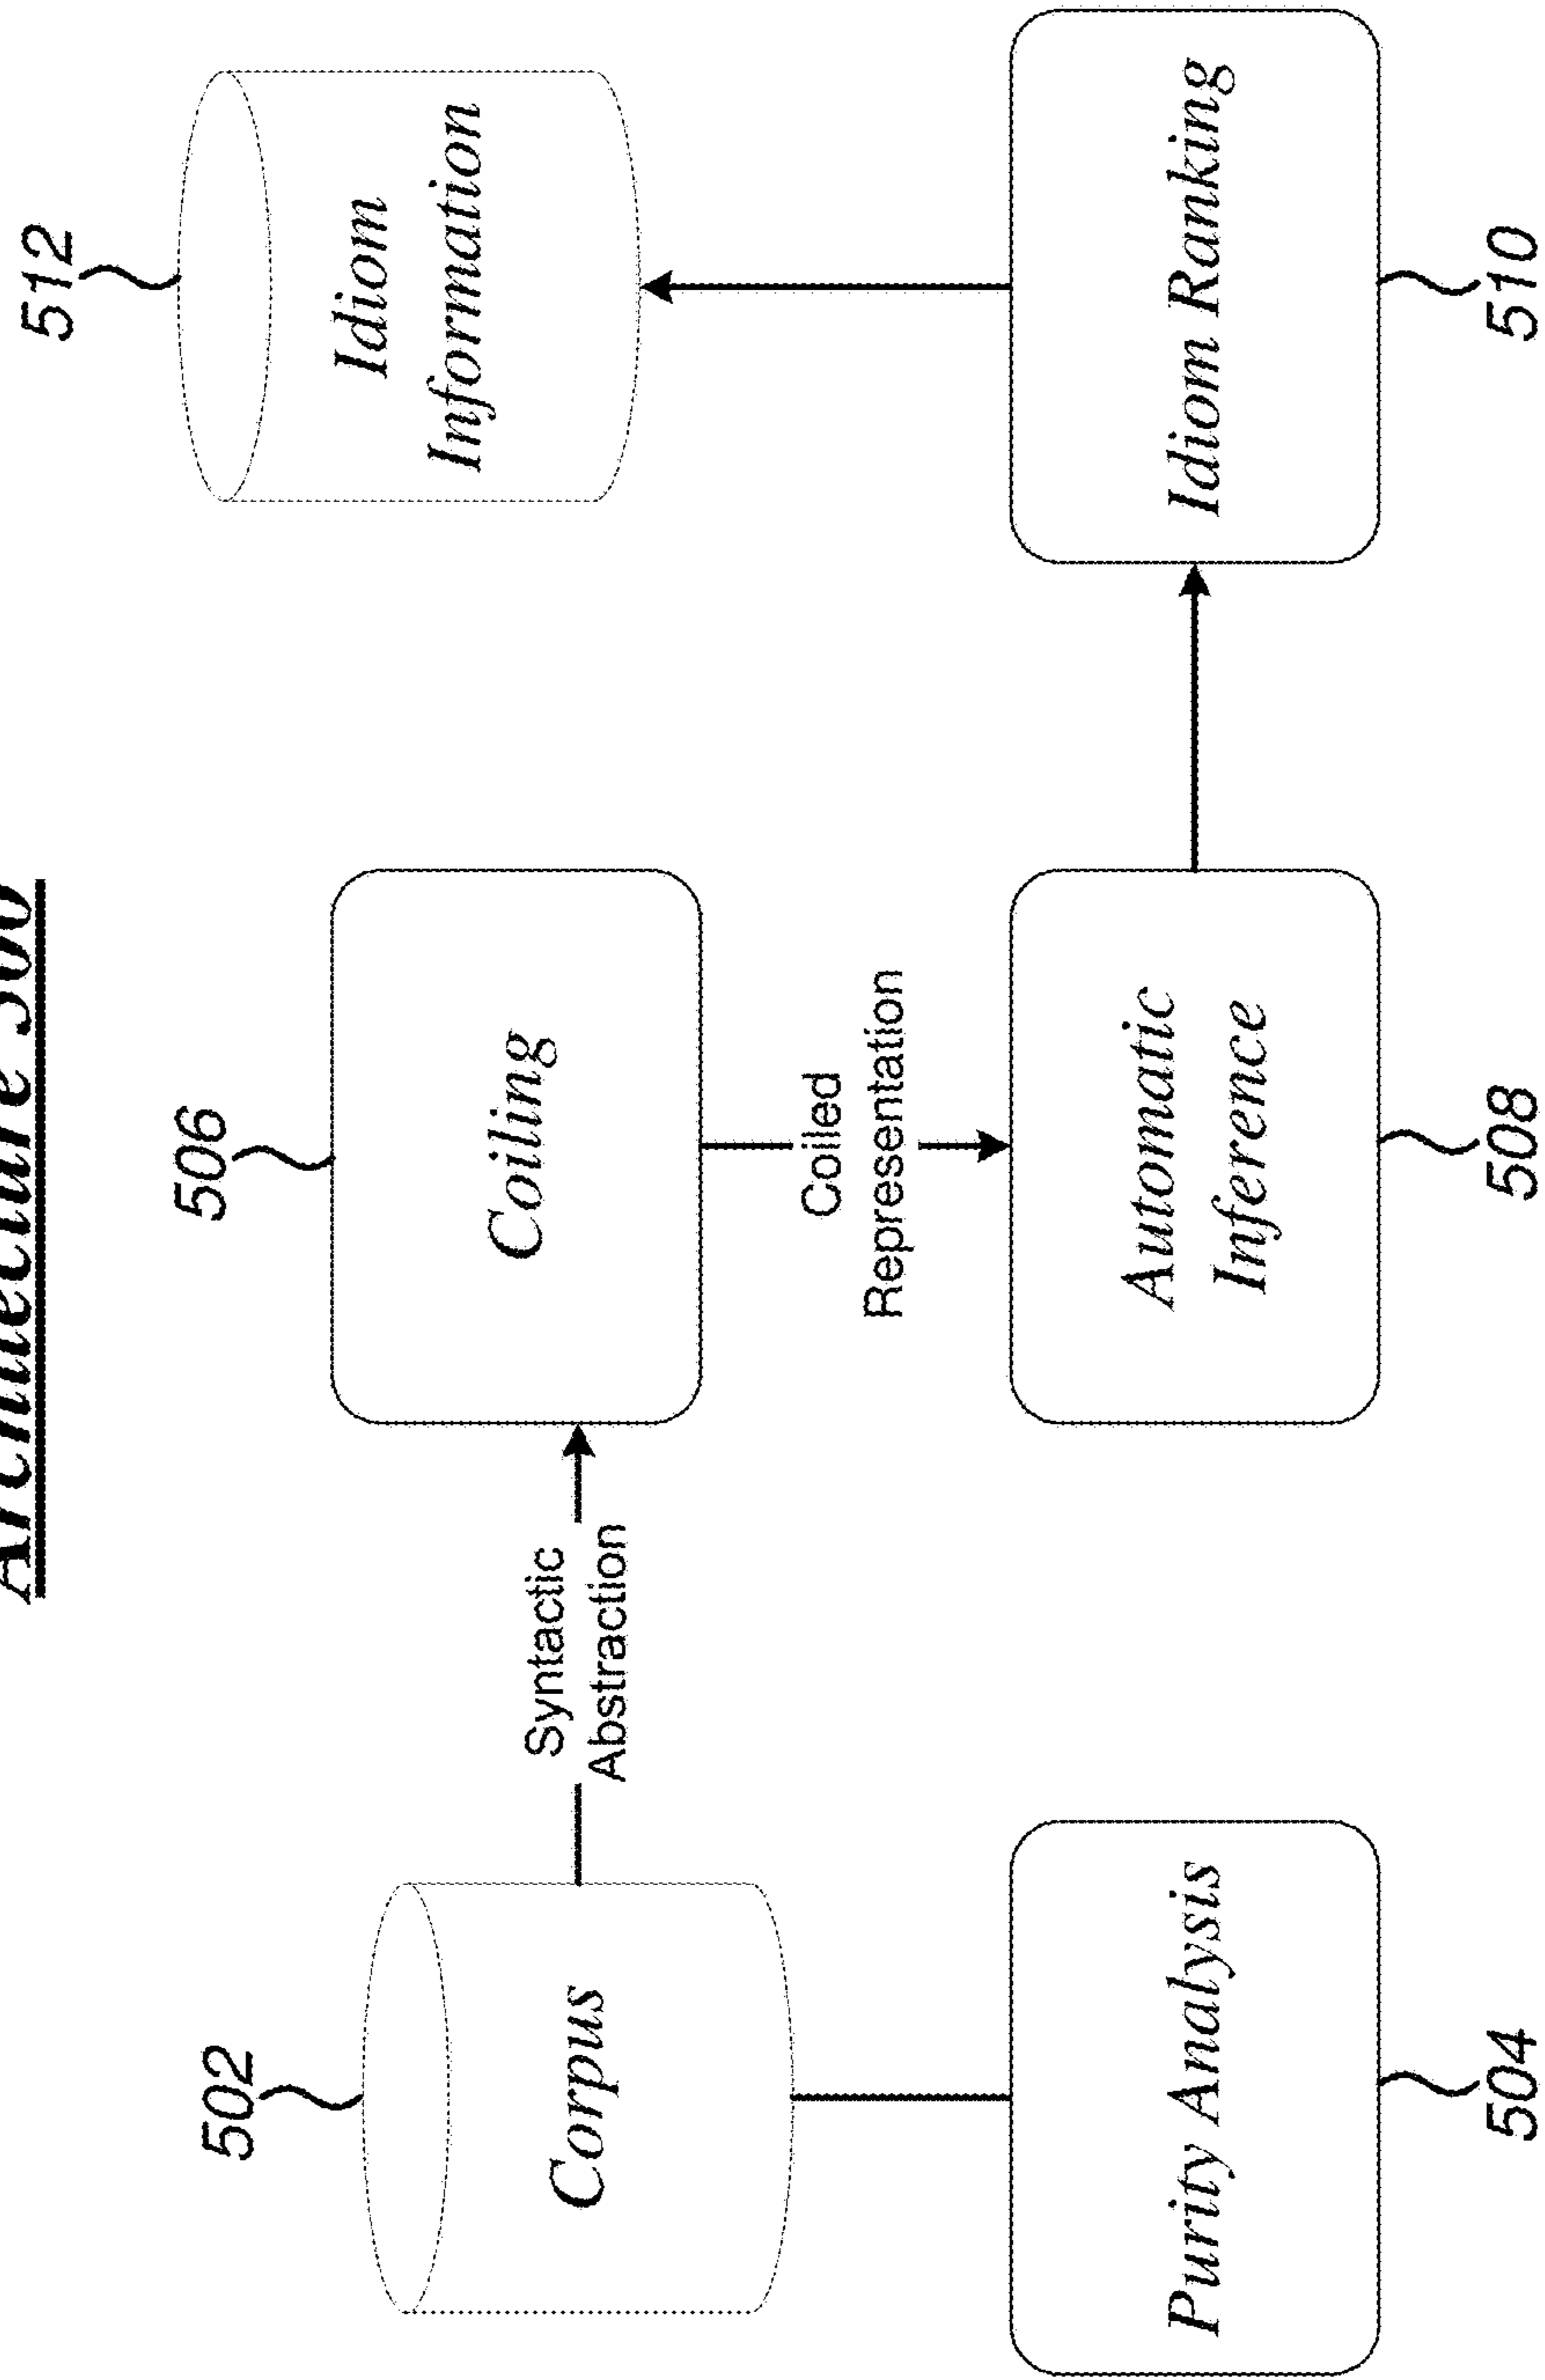 Architecture 500
502
Corpus
Syntactic
Abstraction
506
Coiling
512
Idiom
Information
Coiled
Representation
Purity Analysis
504
Automatic
Inference
508
Idiom Ranking
510